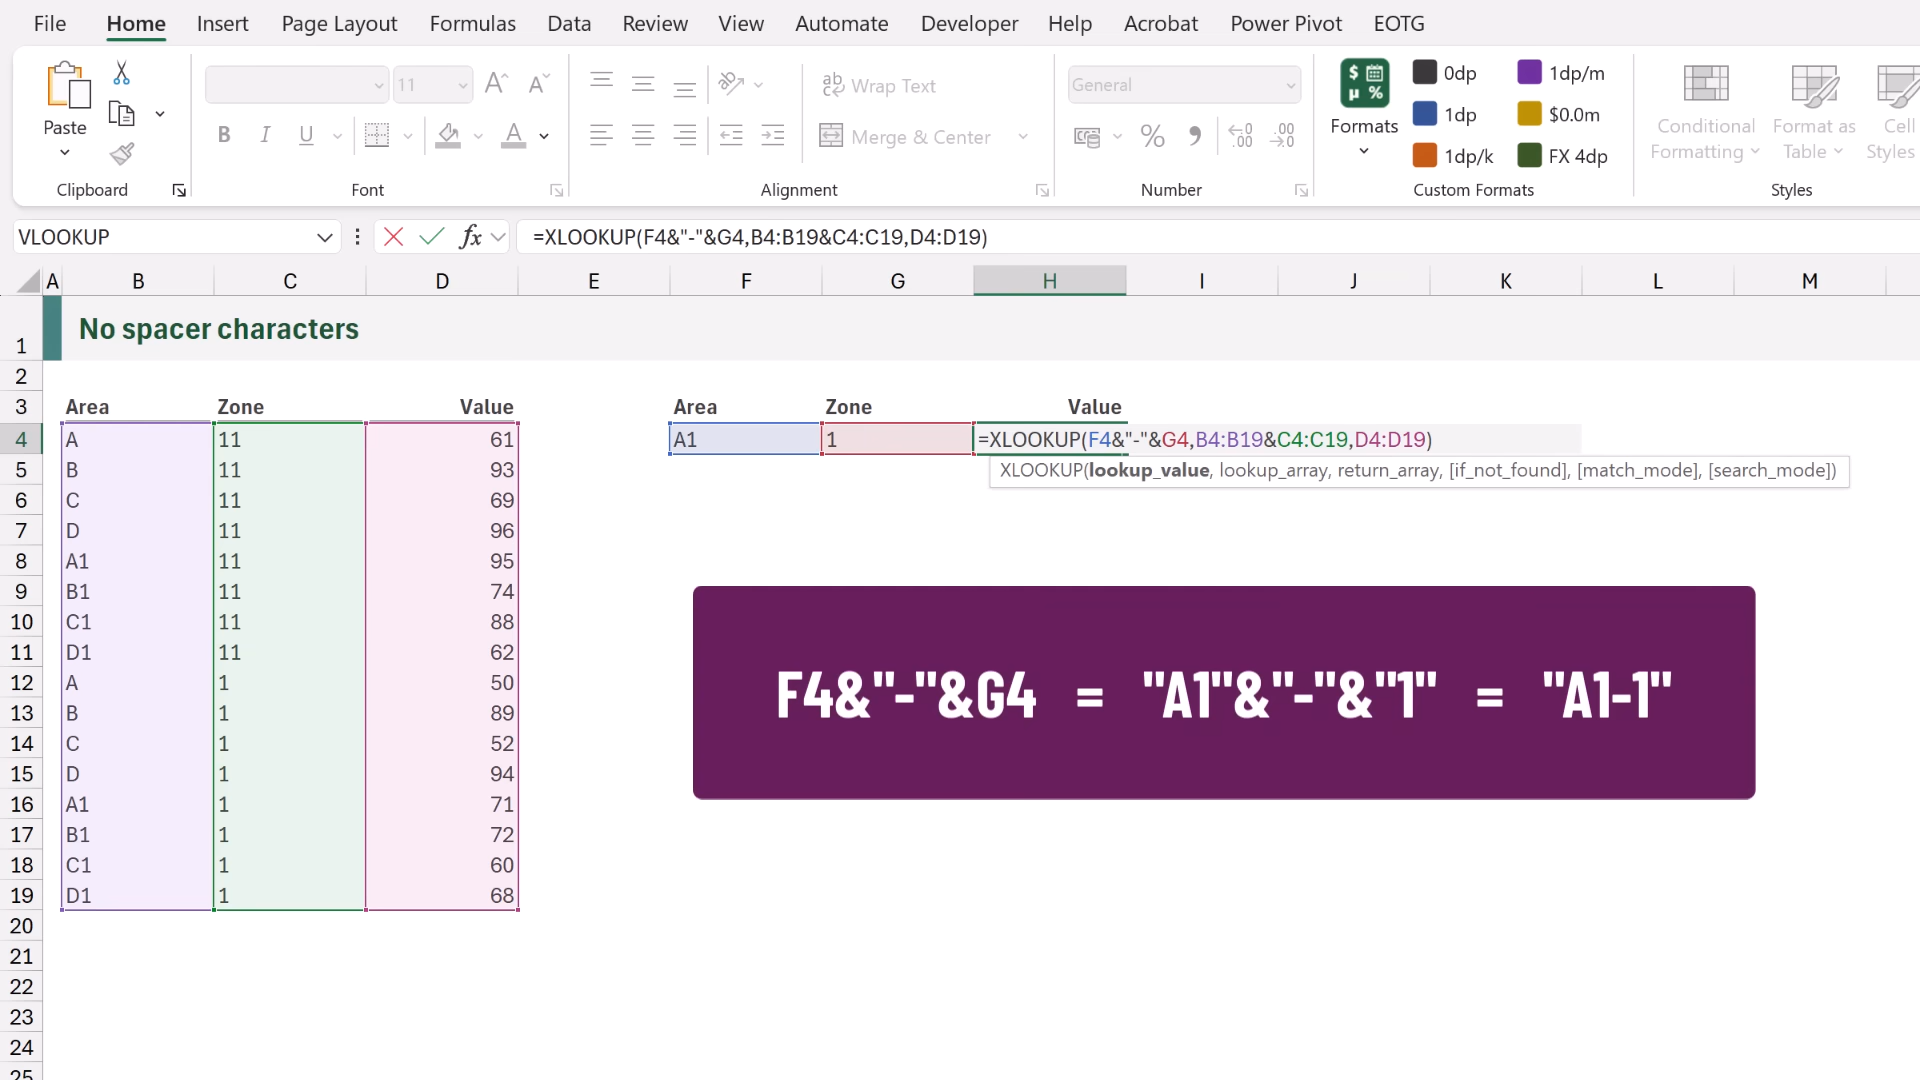 File Home Insert Page Layout Formulas Data Review View Automate Developer Help Acrobat Power Pivot EOTG
Paste
Clipboard
11
B I U
Font
Wrap Text
Merge & Center
Alignment
General
Number
Formats
0dp 1dp/m
1dp $0.0m
1dp/k FX 4dp
Custom Formats
Conditional Formatting
Format as Table
Cell Styles
Styles
VLOOKUP fx =XLOOKUP(F4&"-"&G4,B4:B19&C4:C19,D4:D19)
A B C D E F G H I J K L M
1 No spacer characters
2
3 Area Zone Value Area Zone Value
4 A 11 61 A1 1 =XLOOKUP(F4&"-"&G4,B4:B19&C4:C19,D4:D19)
XLOOKUP(lookup_value, lookup_array, return_array, [if_not_found], [match_mode], [search_mode])
5 B 11 93
6 C 11 69
7 D 11 96
8 A1 11 95
9 B1 11 74
10 C1 11 88
11 D1 11 62
12 A 1 50
13 B 1 89
14 C 1 52
15 D 1 94
16 A1 1 71
17 B1 1 72
18 C1 1 60
19 D1 1 68
F4&"-"&G4 = "A1"&"-"&"1" = "A1-1"
20
21
22
23
24
25